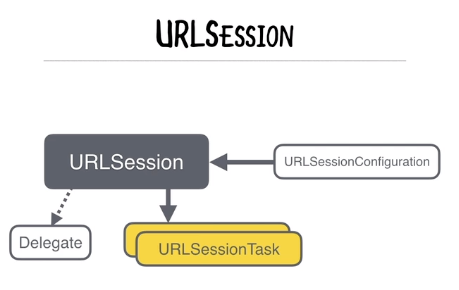 URLSESSION
URLSession
URLSessionConfiguration
Delegate
URLSessionTask